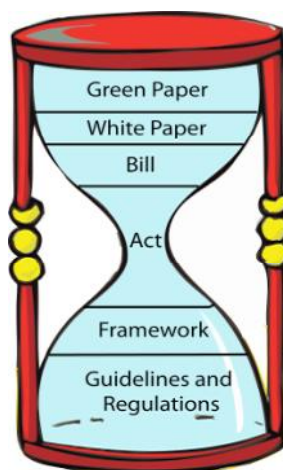 Green Paper
White Paper
Bill
Act
Framework
Guidelines and
Regulations